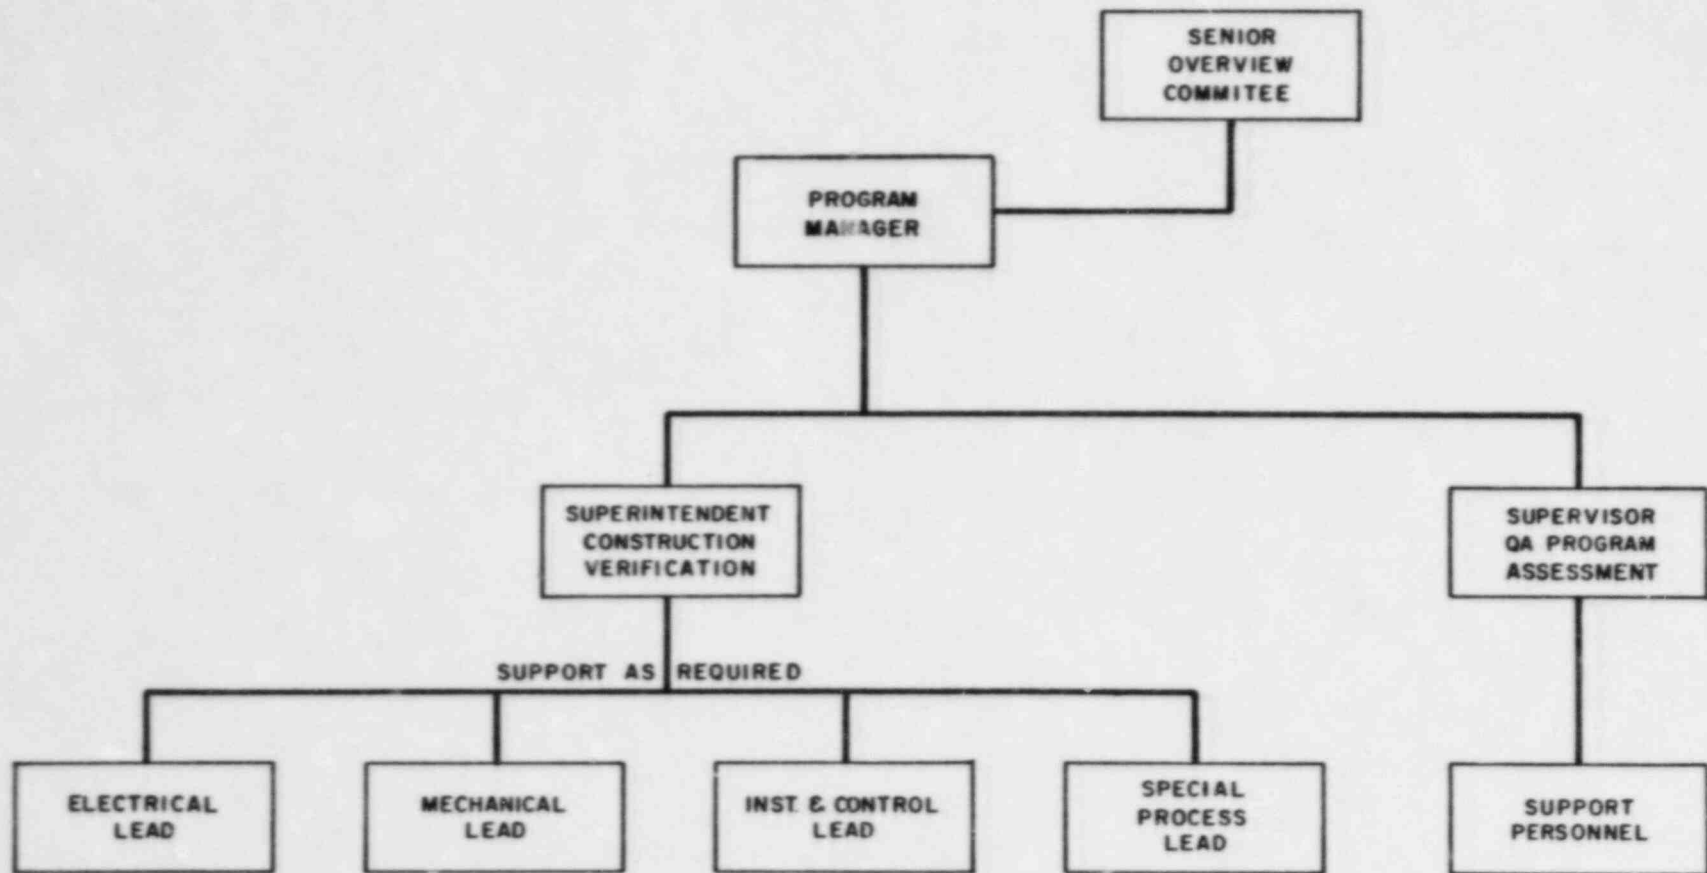 SENIOR
OVERVIEW
COMMITEE
PROGRAM
MANAGER
SUPERINTENDENT
CONSTRUCTION
VERIFICATION
SUPERVISOR
QA PROGRAM
ASSESSMENT
SUPPORT AS REQUIRED
ELECTRICAL
LEAD
MECHANICAL
LEAD
INST. & CONTROL
LEAD
SPECIAL
PROCESS
LEAD
SUPPORT
PERSONNEL